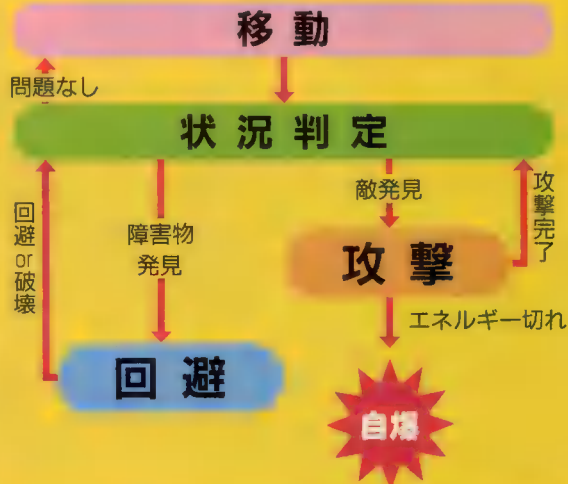 移動
問題なし
状況判定
敵発見
攻撃完了
回避or破壊
障害物
発見
攻撃
エネルギー切れ
回避
自爆